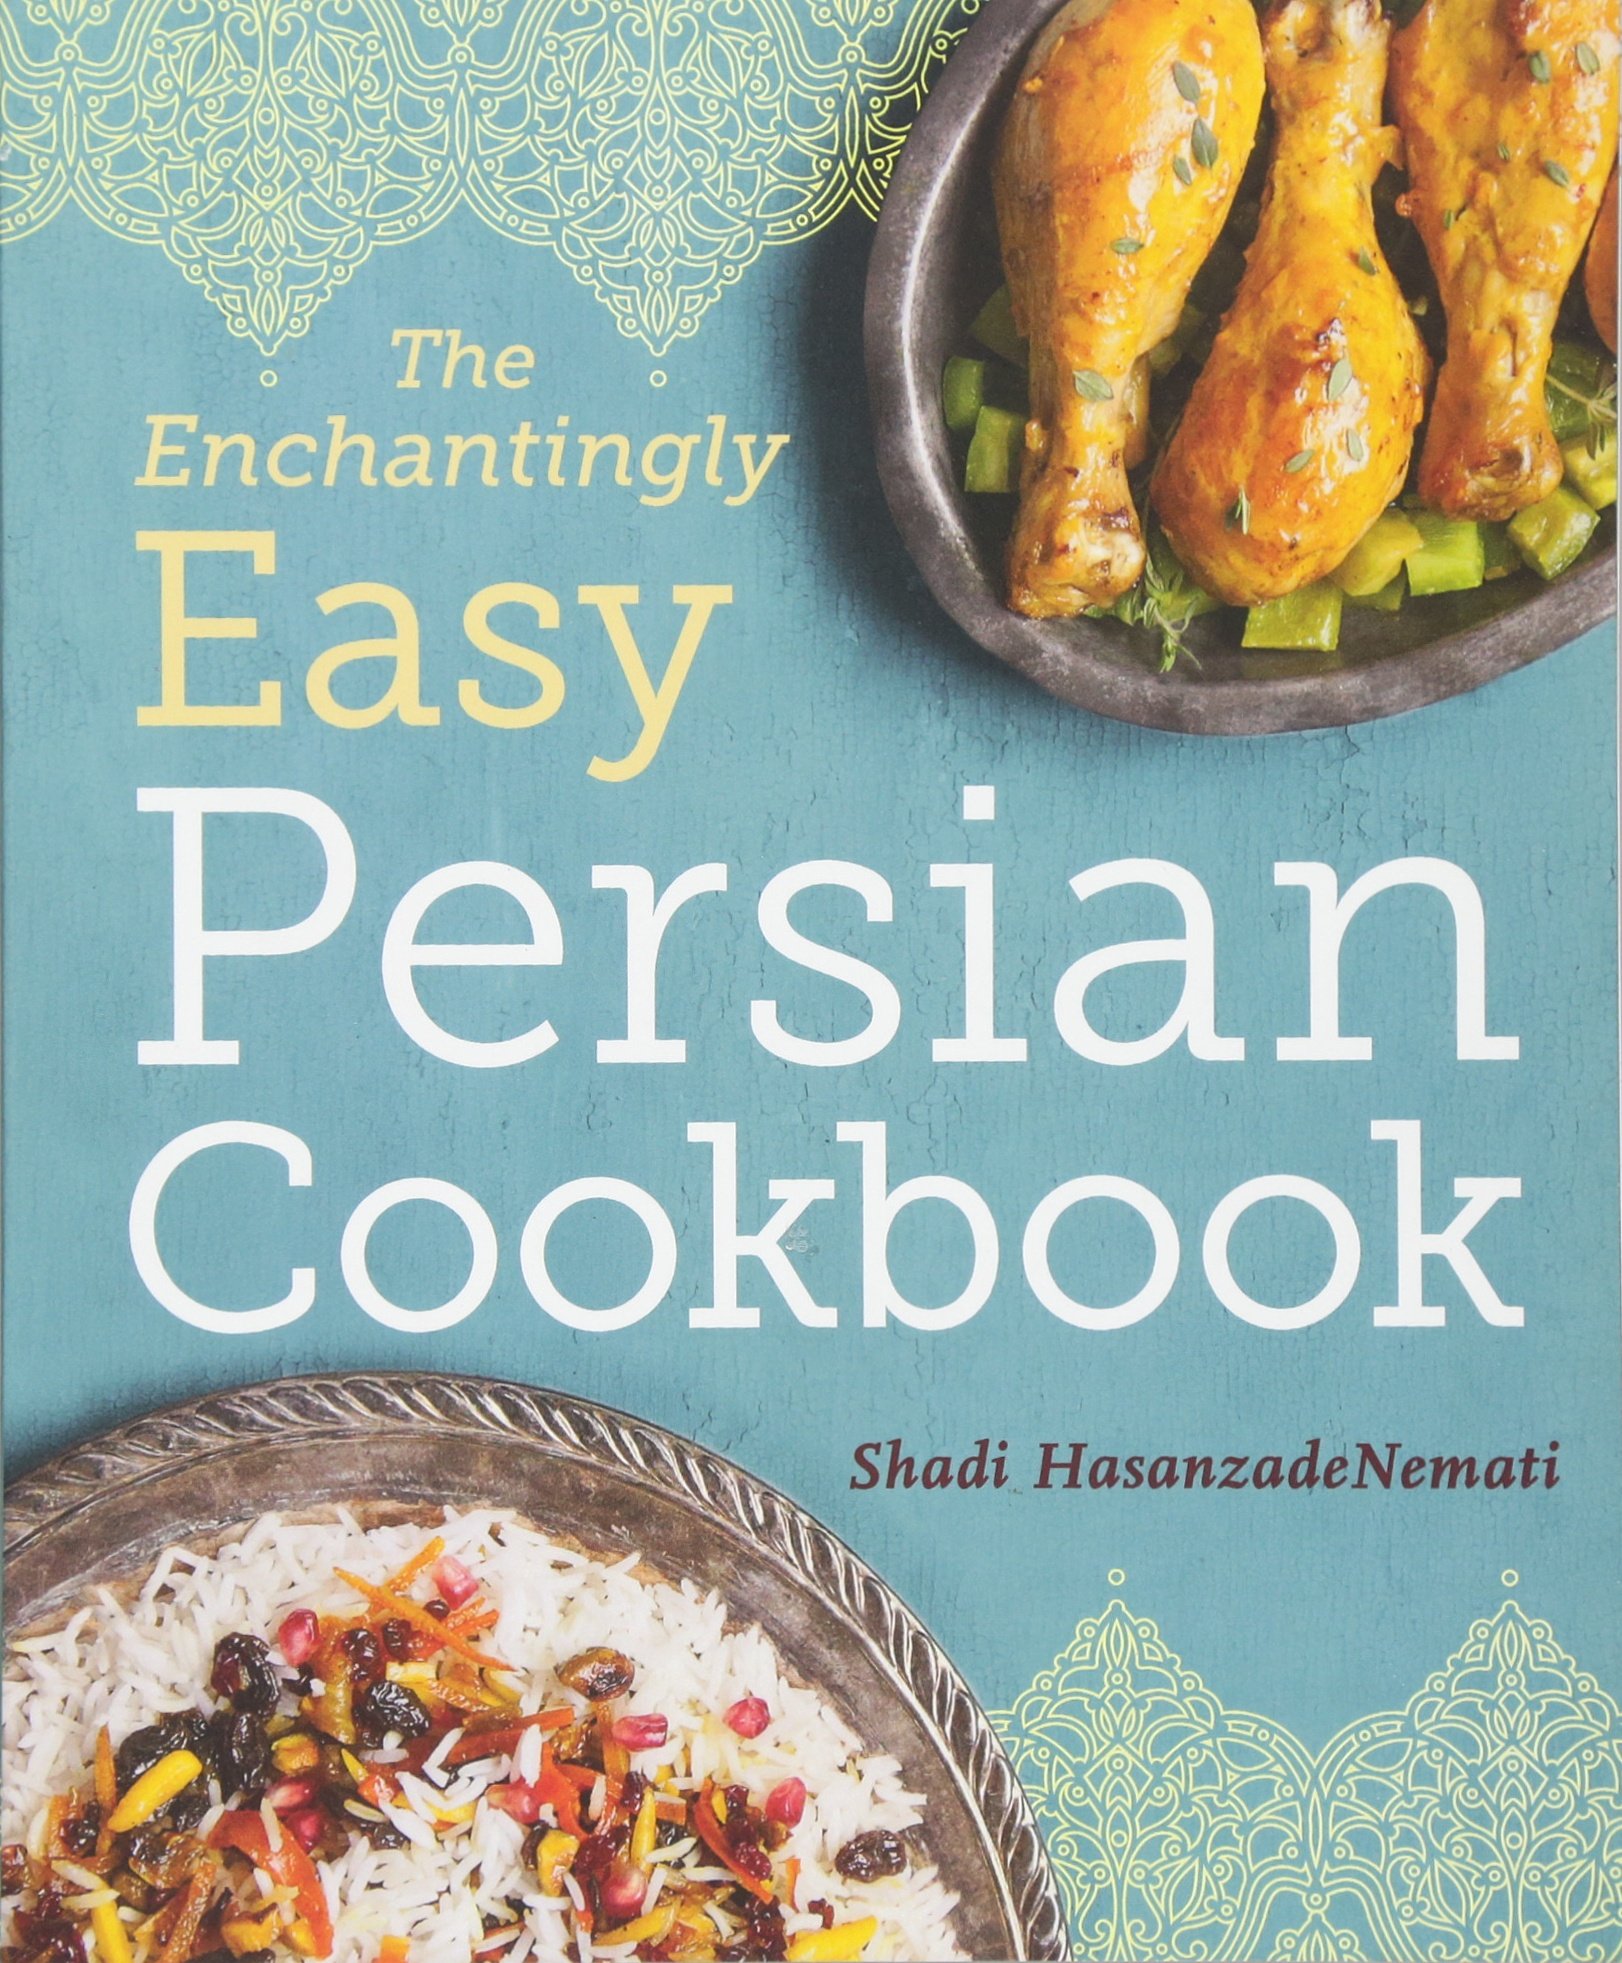 The
Enchantingly
Easy
Persian
Cookbook
Shadi HasanzadeNemati